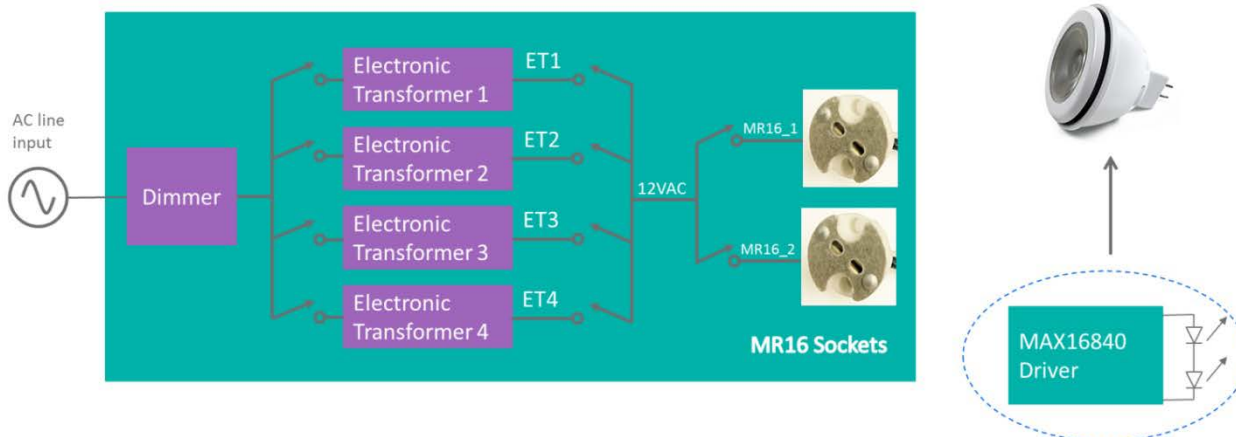 AC line
input
Dimmer
Electronic
Transformer 1
ET1
Electronic
Transformer 2
ET2
Electronic
Transformer 3
ET3
Electronic
Transformer 4
ET4
12VAC
MR16_1
MR16_2
MR16 Sockets
MAX16840
Driver